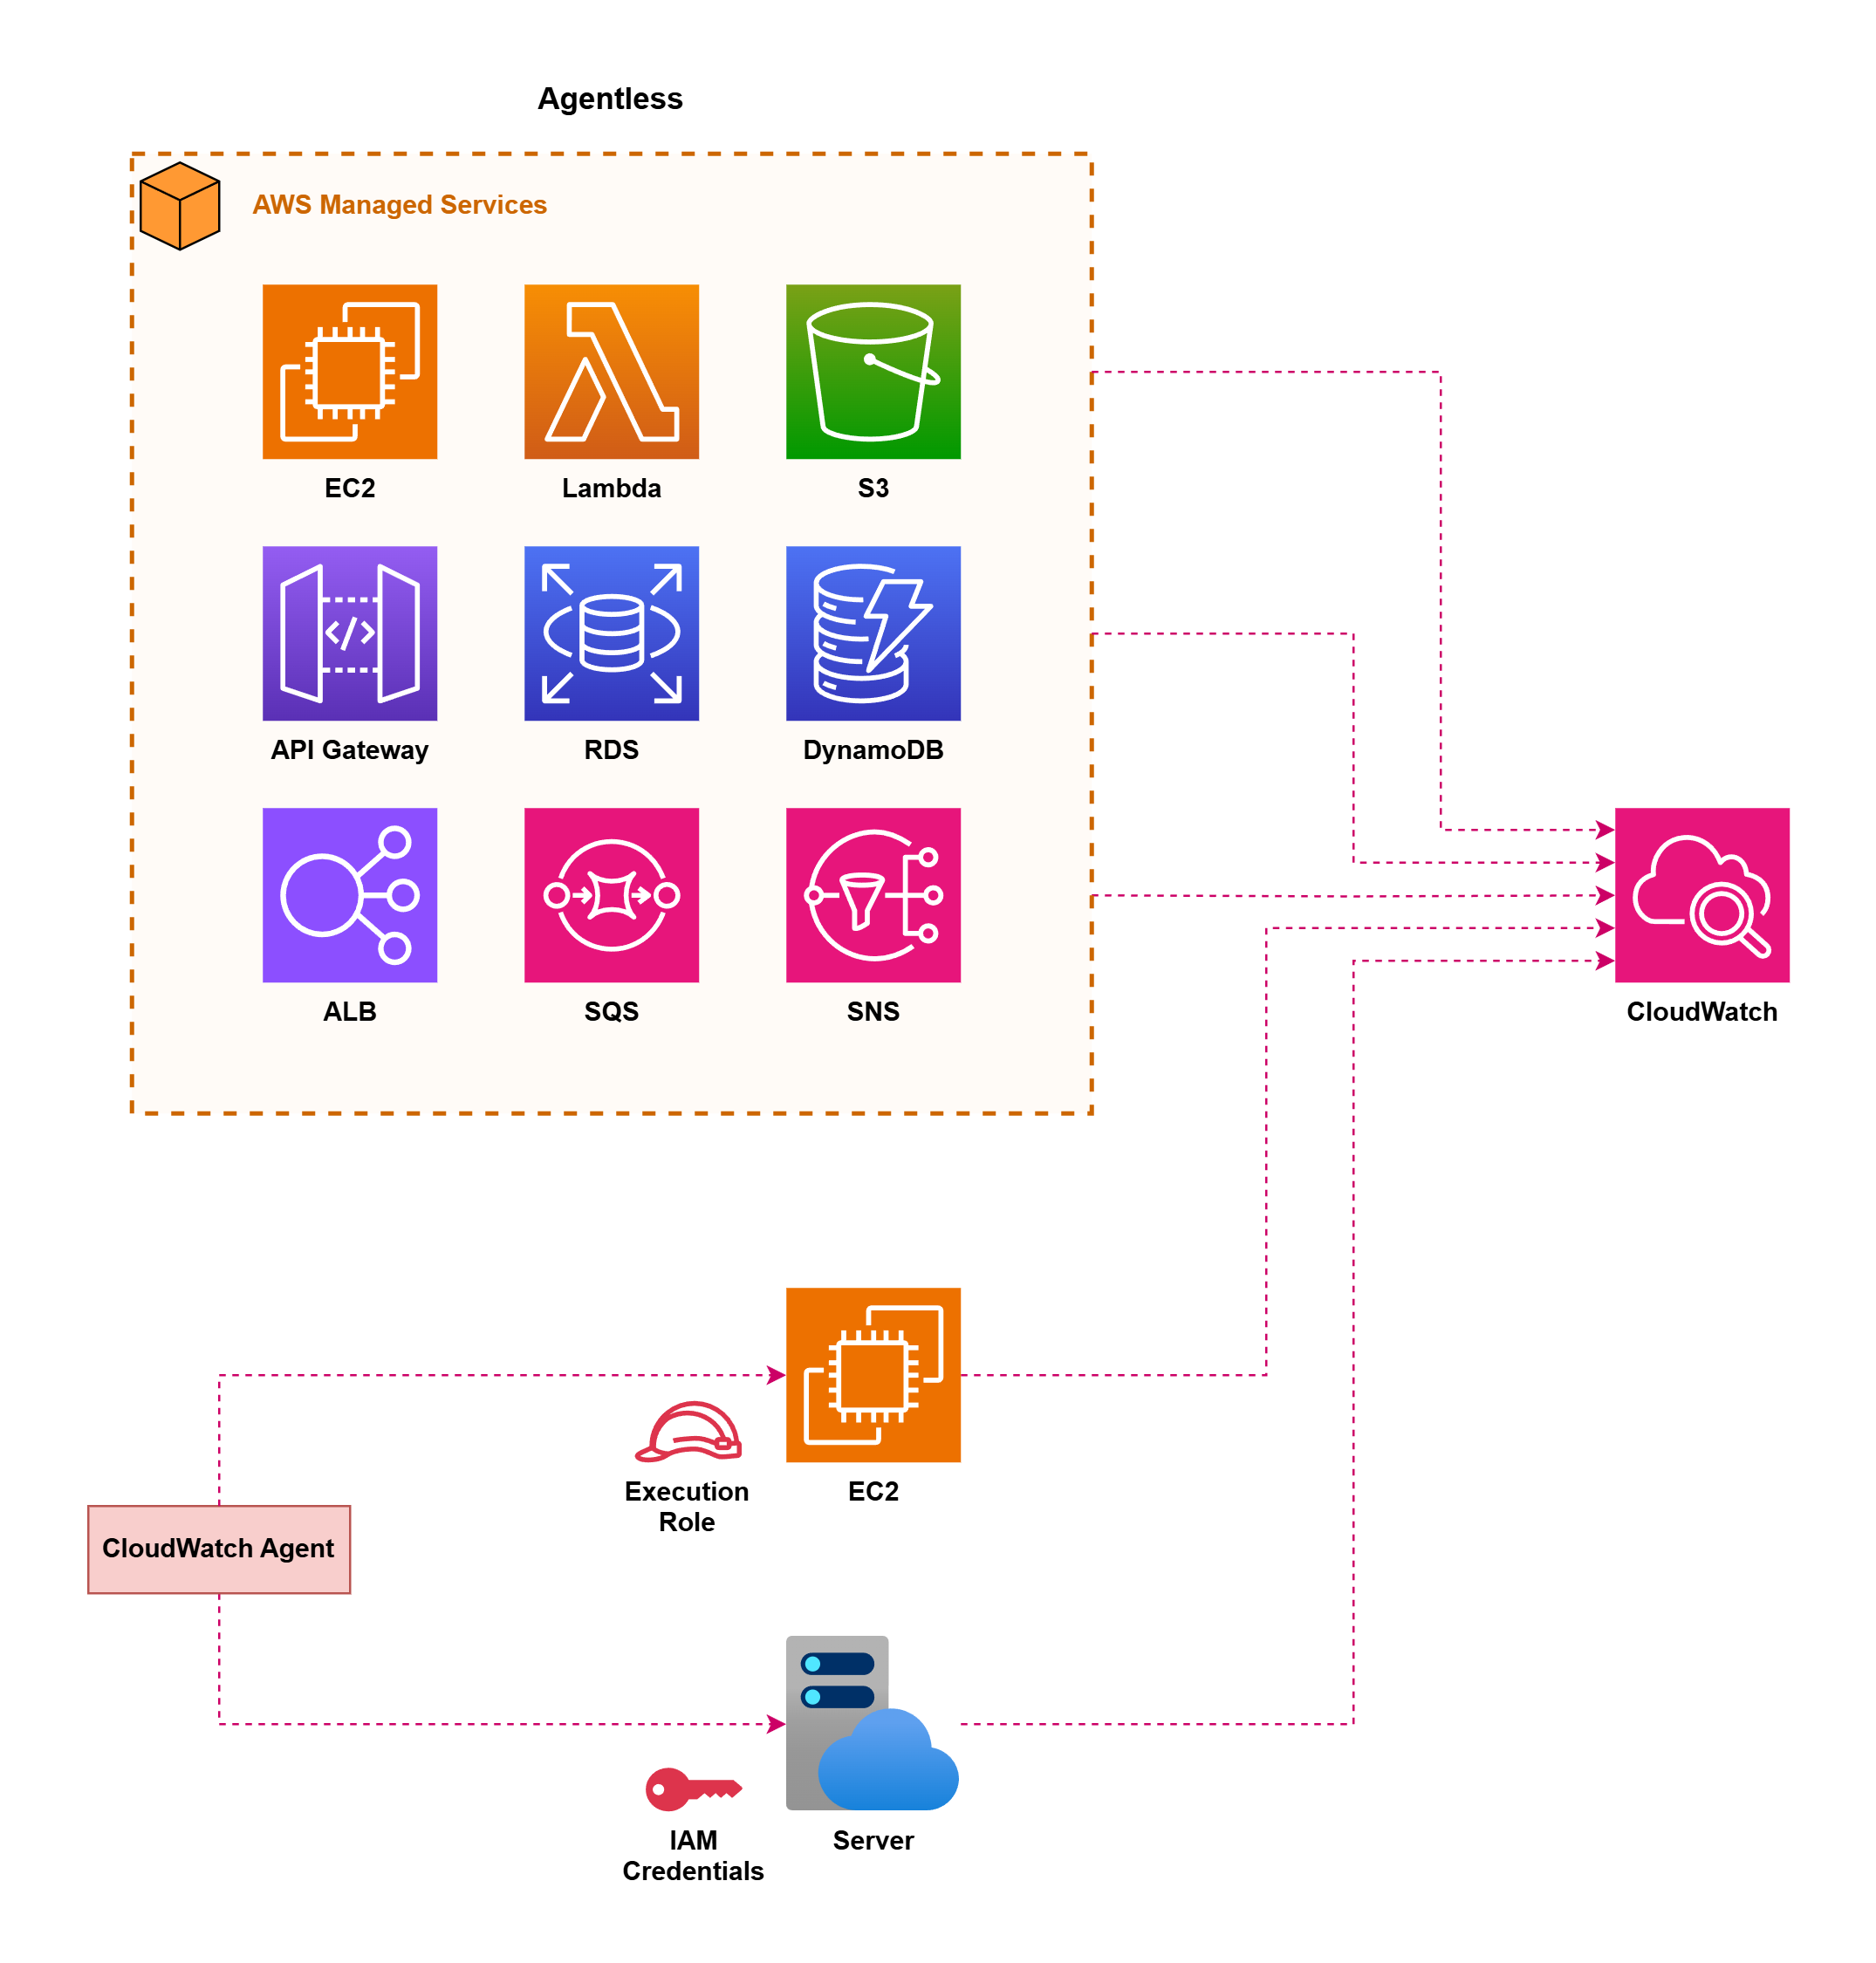 Agentless
AWS Managed Services
EC2
Lambda
S3
API Gateway
RDS
DynamoDB
ALB
SQS
SNS
CloudWatch
Execution
Role
EC2
CloudWatch Agent
IAM
Credentials
Server